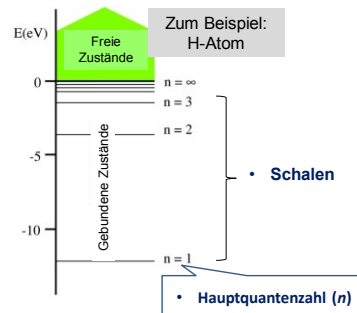 E(eV)
Freie
Zustände
Zum Beispiel:
H-Atom
0
n = ∞
n = 3
n = 2
-5
Gebundene Zustände
• Schalen
-10
n = 1
• Hauptquantenzahl (n)